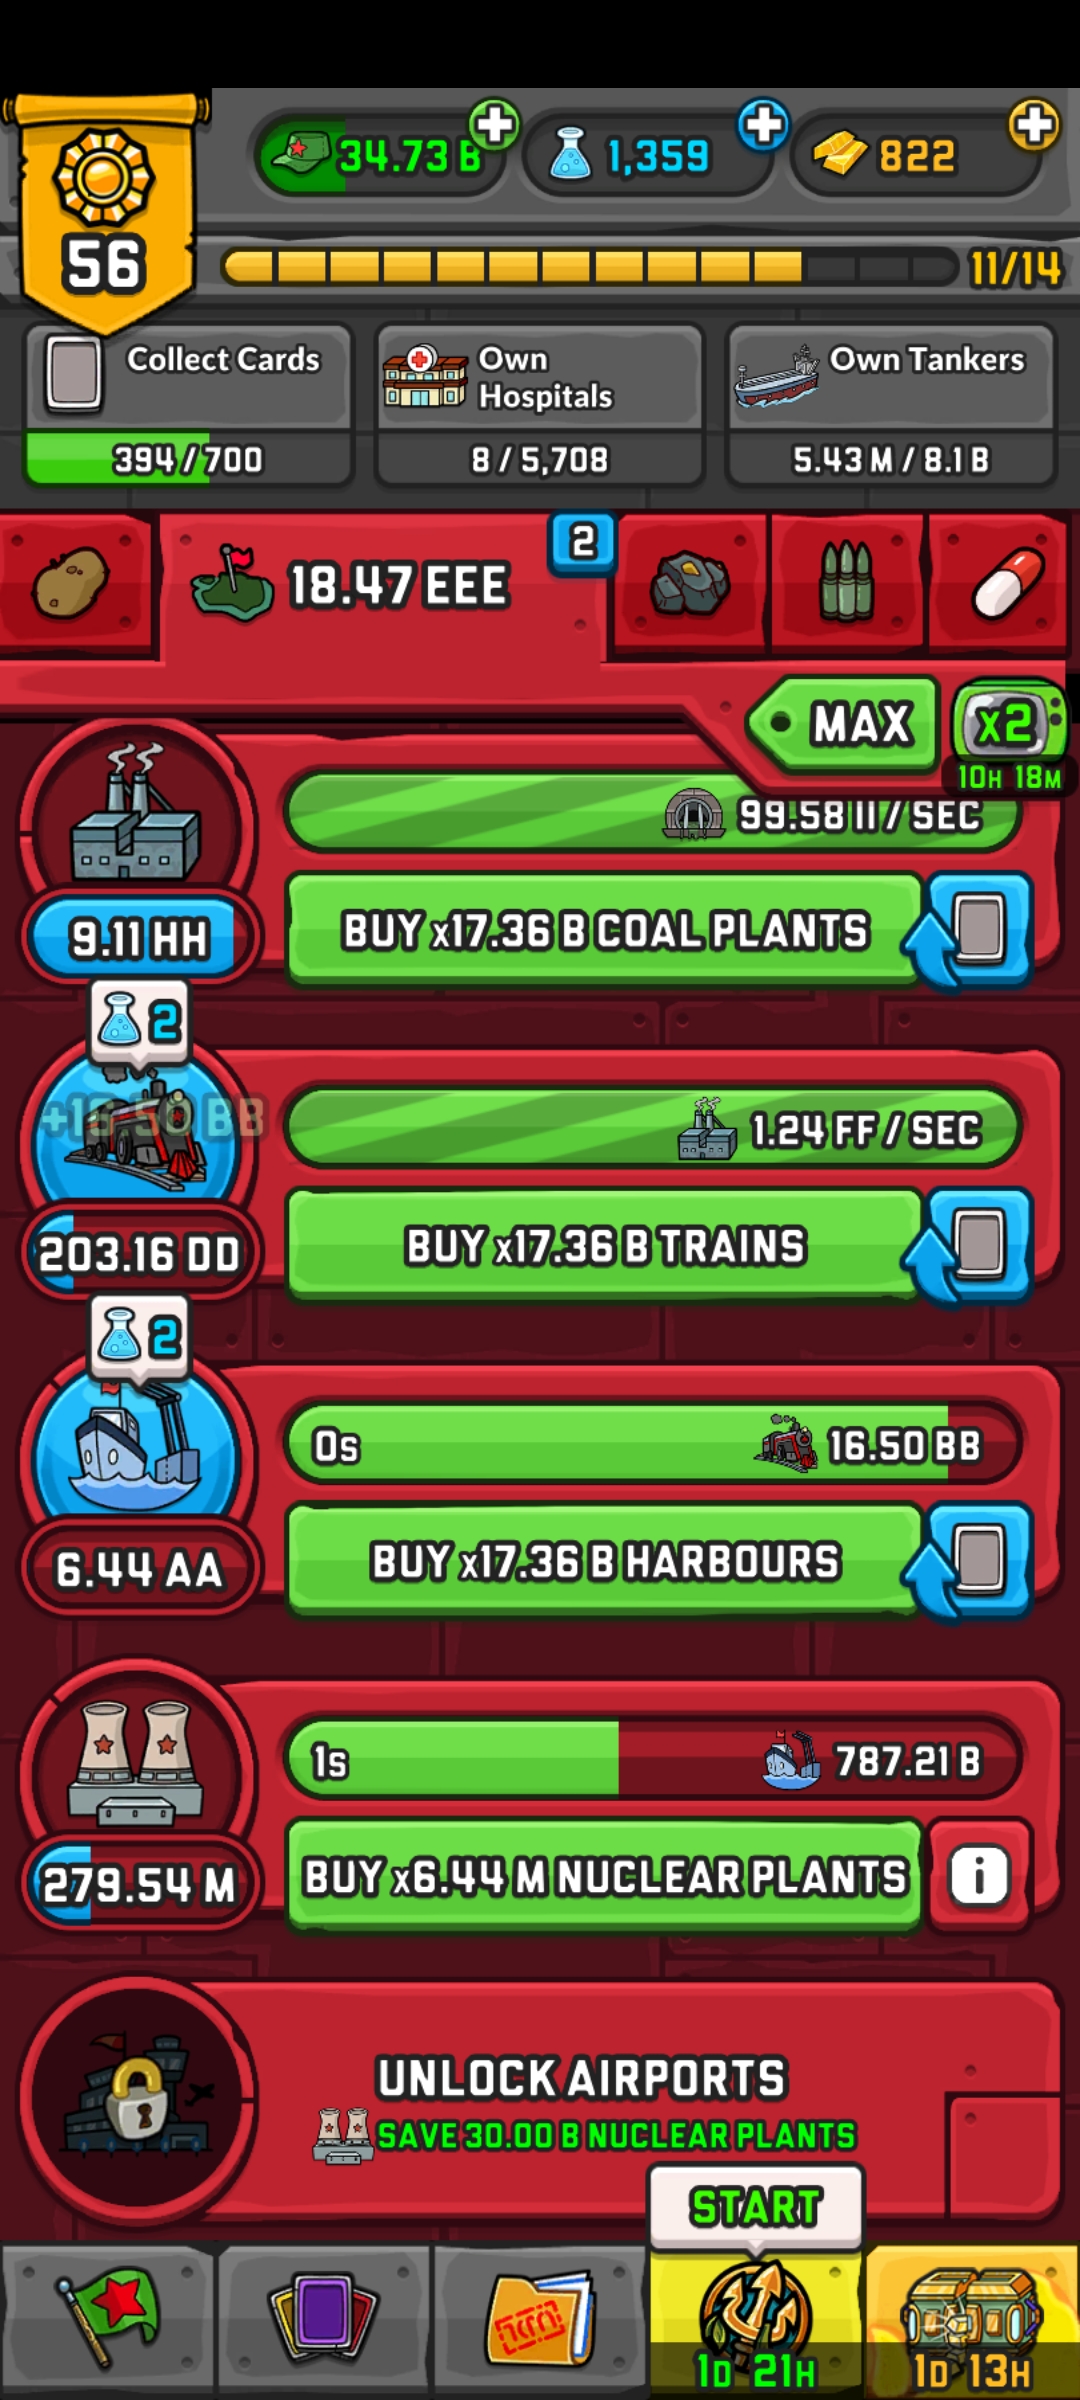 34.73 B
1,359
822
56
11/14
Collect Cards
394 / 700
Own
Hospitals
8 / 5,708
Own Tankers
5.43 M / 8.1 B
18.47 EEE
2
MAX
x2
10H 18M
99.58 II / SEC
9.11 HH
BUY x17.36 B COAL PLANTS
2
+16.50 BB
1.24 FF / SEC
203.16 DD
BUY x17.36 B TRAINS
2
0s
16.50 BB
6.44 AA
BUY x17.36 B HARBOURS
1s
787.21 B
279.54 M
BUY x6.44 M NUCLEAR PLANTS
i
UNLOCK AIRPORTS
SAVE 30.00 B NUCLEAR PLANTS
START
1D 21H
1D 13H